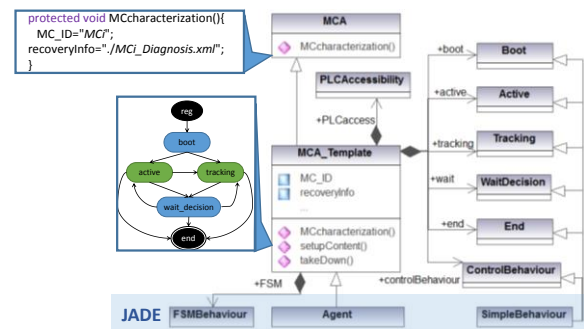 protected void MCcharacterization(){
MC_ID="MCi";
recoveryInfo="./MCi_Diagnosis.xml";
}
MCA
MCcharacterization()
PLCAccessibility
+PLCaccess
MCA_Template
MC_ID
recoveryInfo
...
MCcharacterization()
setupContent()
takeDown()
+boot
Boot
+active
Active
+tracking
Tracking
+wait
WaitDecision
+end
End
+controlBehaviour
ControlBehaviour
+FSM
reg
boot
active
tracking
wait_decision
end
JADE
FSMBehaviour
Agent
SimpleBehaviour